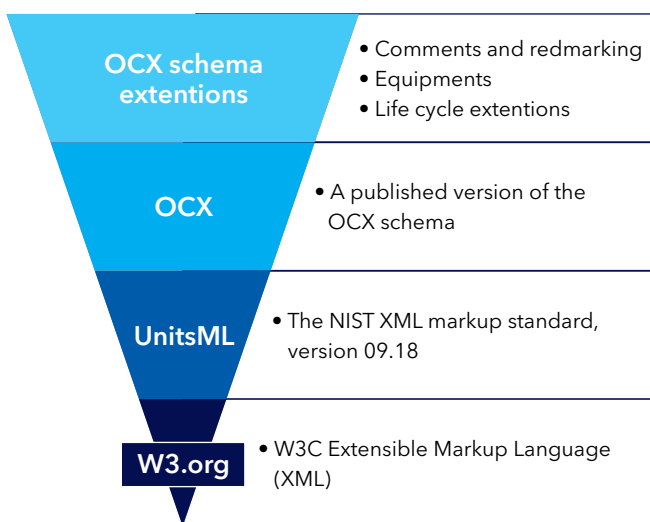 OCX schema
extentions
• Comments and redmarking
• Equipments
• Life cycle extentions
OCX
• A published version of the
OCX schema
UnitsML
• The NIST XML markup standard,
version 09.18
W3.org
• W3C Extensible Markup Language
(XML)